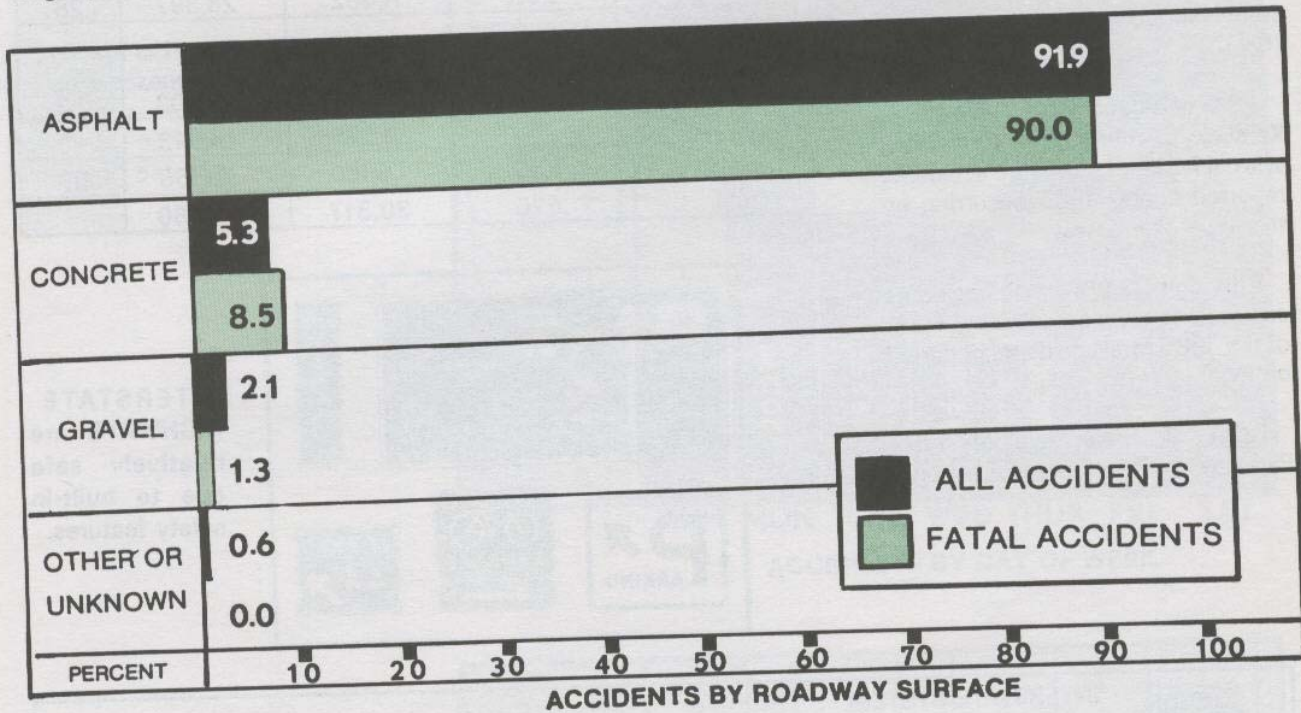 91.9
ASPHALT
90.0
5.3
CONCRETE
8.5
2.1
GRAVEL
1.3
ALL ACCIDENTS
FATAL ACCIDENTS
OTHER OR
UNKNOWN
0.6
0.0
PERCENT
10 20 30 40 50 60 70 80 90 100
ACCIDENTS BY ROADWAY SURFACE